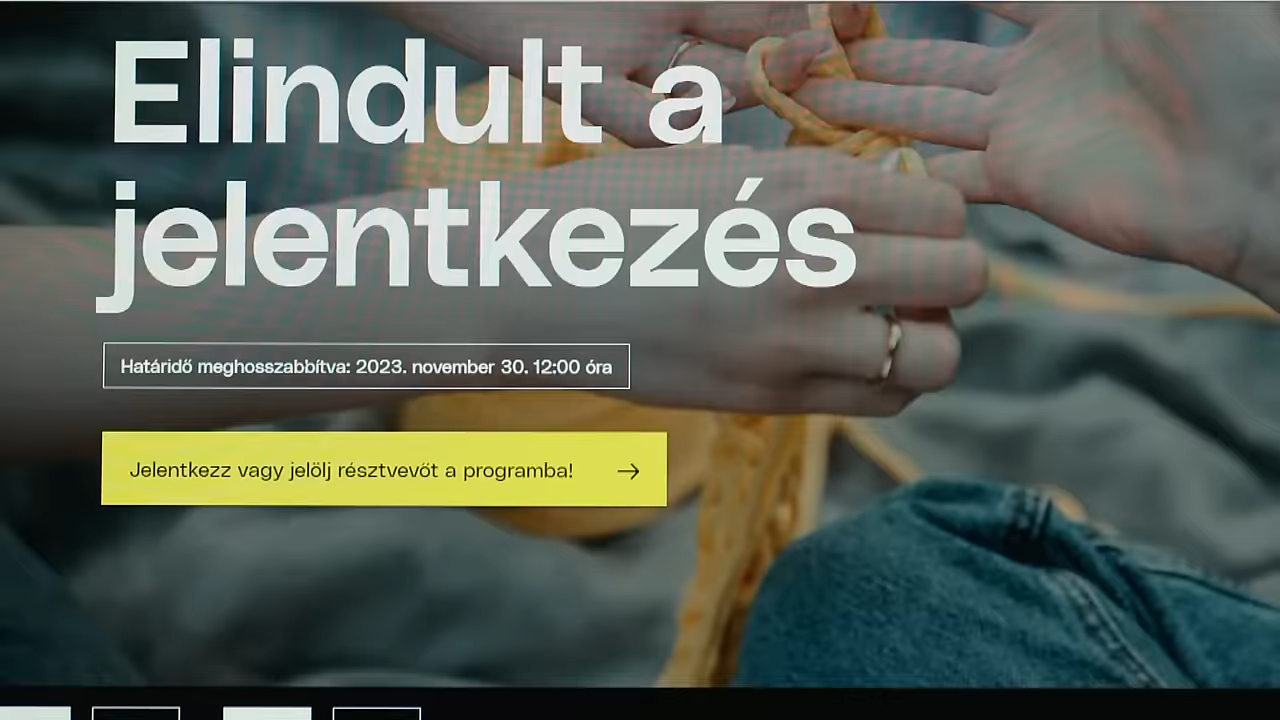 Elindult a
jelentkezés
Határidő meghosszabbítva: 2023. november 30. 12:00 óra
Jelentkezz vagy jelölj résztvevőt a programba! →